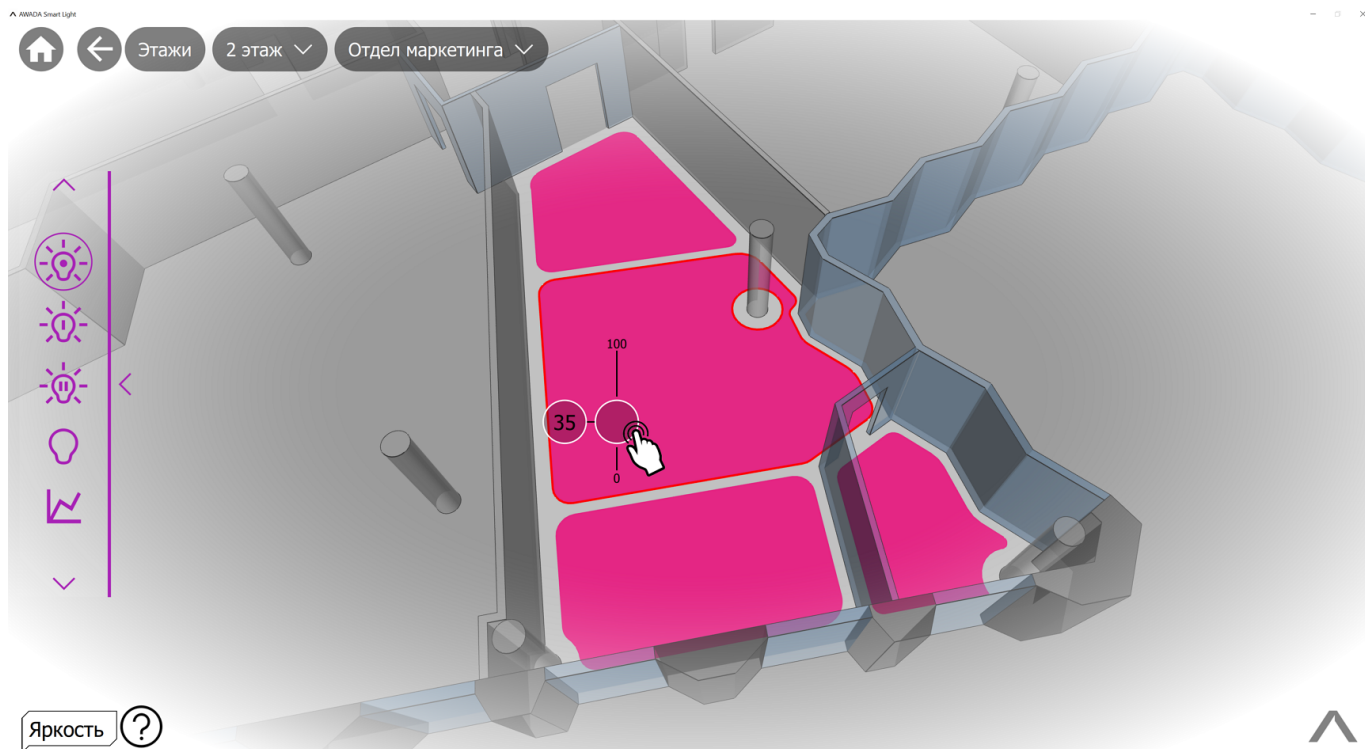 AWADA Smart Light
Этажи
2 этаж
Отдел маркетинга
100
35
0
Яркость
?